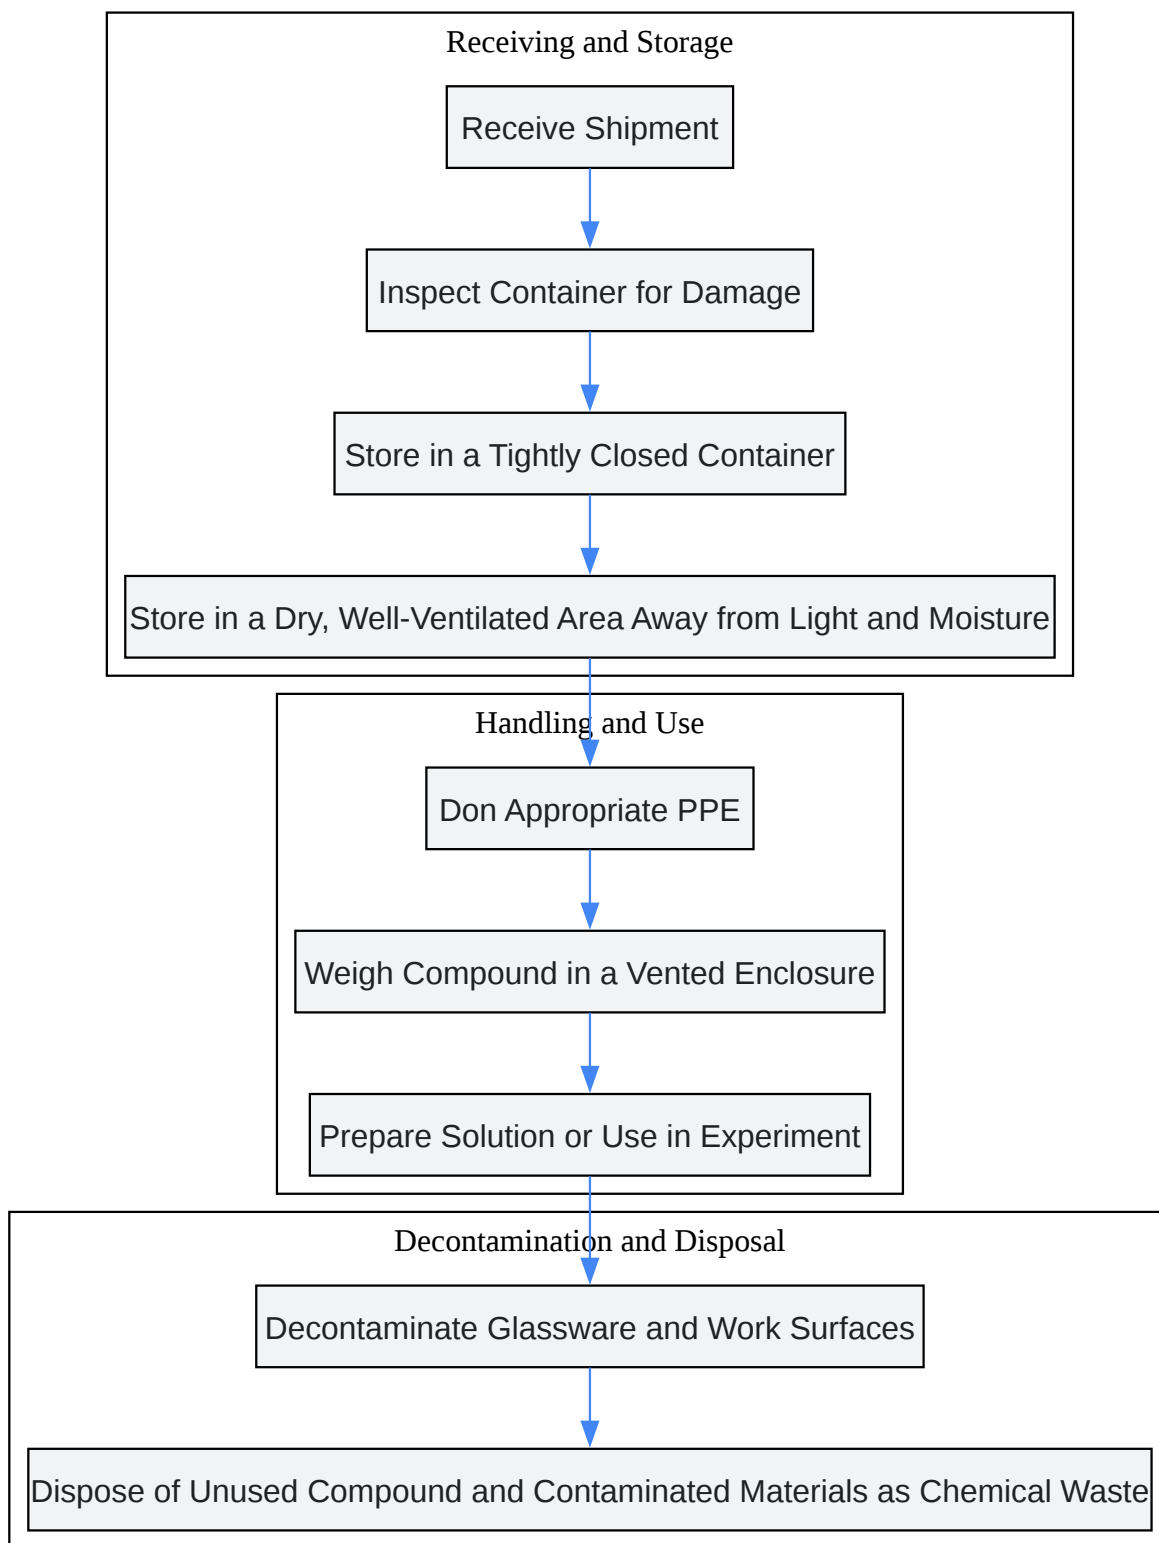 Receiving and Storage
Receive Shipment
Inspect Container for Damage
Store in a Tightly Closed Container
Store in a Dry, Well-Ventilated Area Away from Light and Moisture
Handling and Use
Don Appropriate PPE
Weigh Compound in a Vented Enclosure
Prepare Solution or Use in Experiment
Decontamination and Disposal
Decontaminate Glassware and Work Surfaces
Dispose of Unused Compound and Contaminated Materials as Chemical Waste